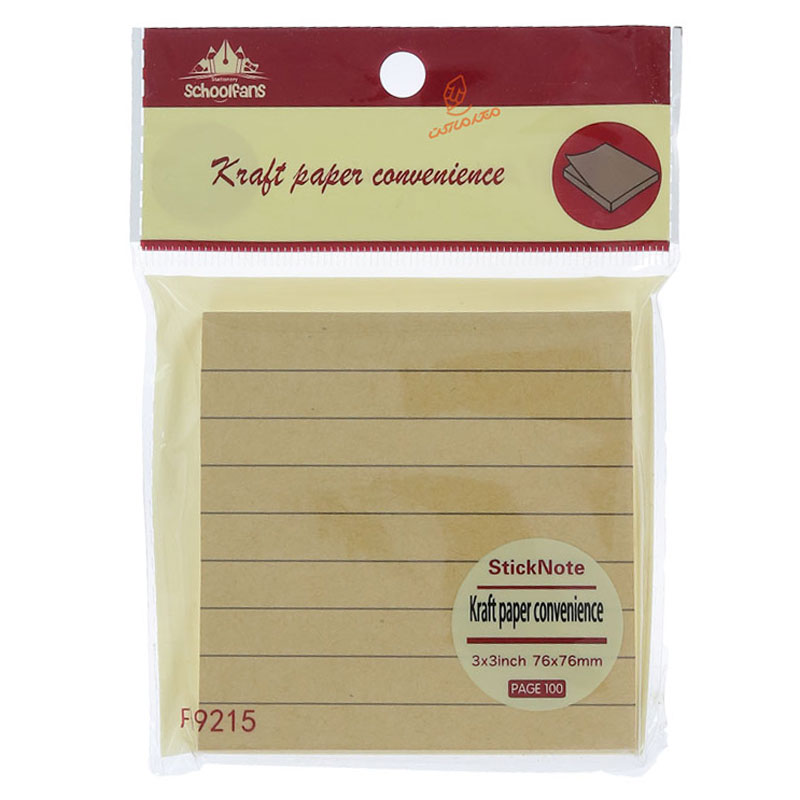 Stationery
Schoolfans
Kraft paper convenience
StickNote
Kraft paper convenience
3x3inch 76x76mm
PAGE 100
F9215